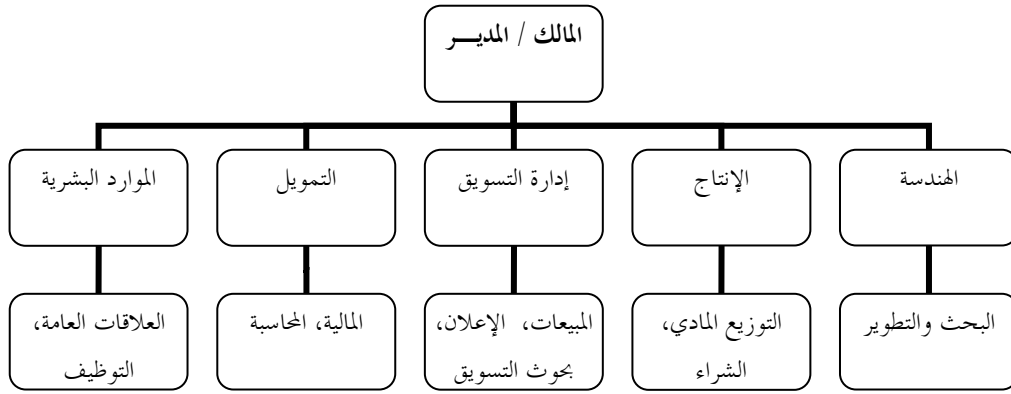 المالك / المديـــر
الهندسة
الإنتاج
إدارة التسويق
التمويل
الموارد البشرية
البحث والتطوير
التوزيع المادي،
الشراء
المبيعات، الإعلان،
بحوث التسويق
المالية، المحاسبة
العلاقات العامة،
التوظيف